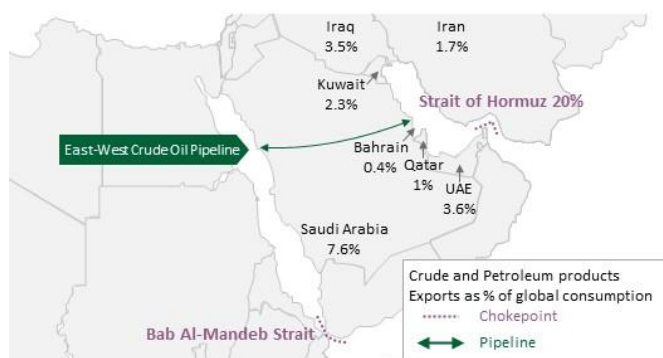 Iraq
3.5%
Iran
1.7%
Kuwait
2.3%
Strait of Hormuz 20%
East-West Crude Oil Pipeline
Bahrain
0.4%
Qatar
1%
UAE
3.6%
Saudi Arabia
7.6%
Bab Al-Mandeb Strait
Crude and Petroleum products
Exports as % of global consumption
Chokepoint
Pipeline